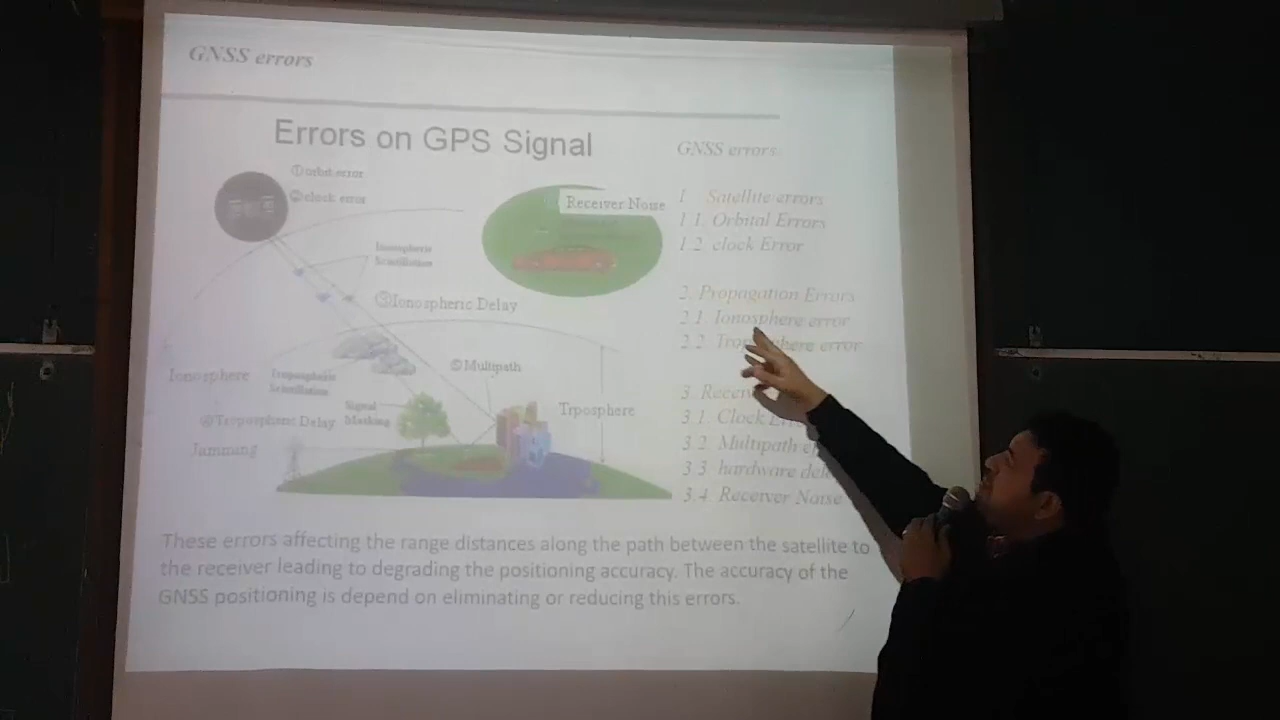 GNSS errors
Errors on GPS Signal
①orbit error
②clock error
Receiver Noise
Ionospheric
Scintillation
③Ionospheric Delay
⑤Multipath
Ionosphere
Tropospheric
Scintillation
Signal
Masking
Trposphere
④Tropospheric Delay
Jamming
GNSS errors
1. Satellite errors
1.1. Orbital Errors
1.2. clock Error
2. Propagation Errors
2.1. Ionosphere error
2.2. error
3.
3.1. Clock
3.2. Multipath
3.3. hardware
3.4. Receiver Noise
These errors affecting the range distances along the path between the satellite to
the receiver leading to degrading the positioning accuracy. The accuracy of the
GNSS positioning is depend on eliminating or reducing this errors.